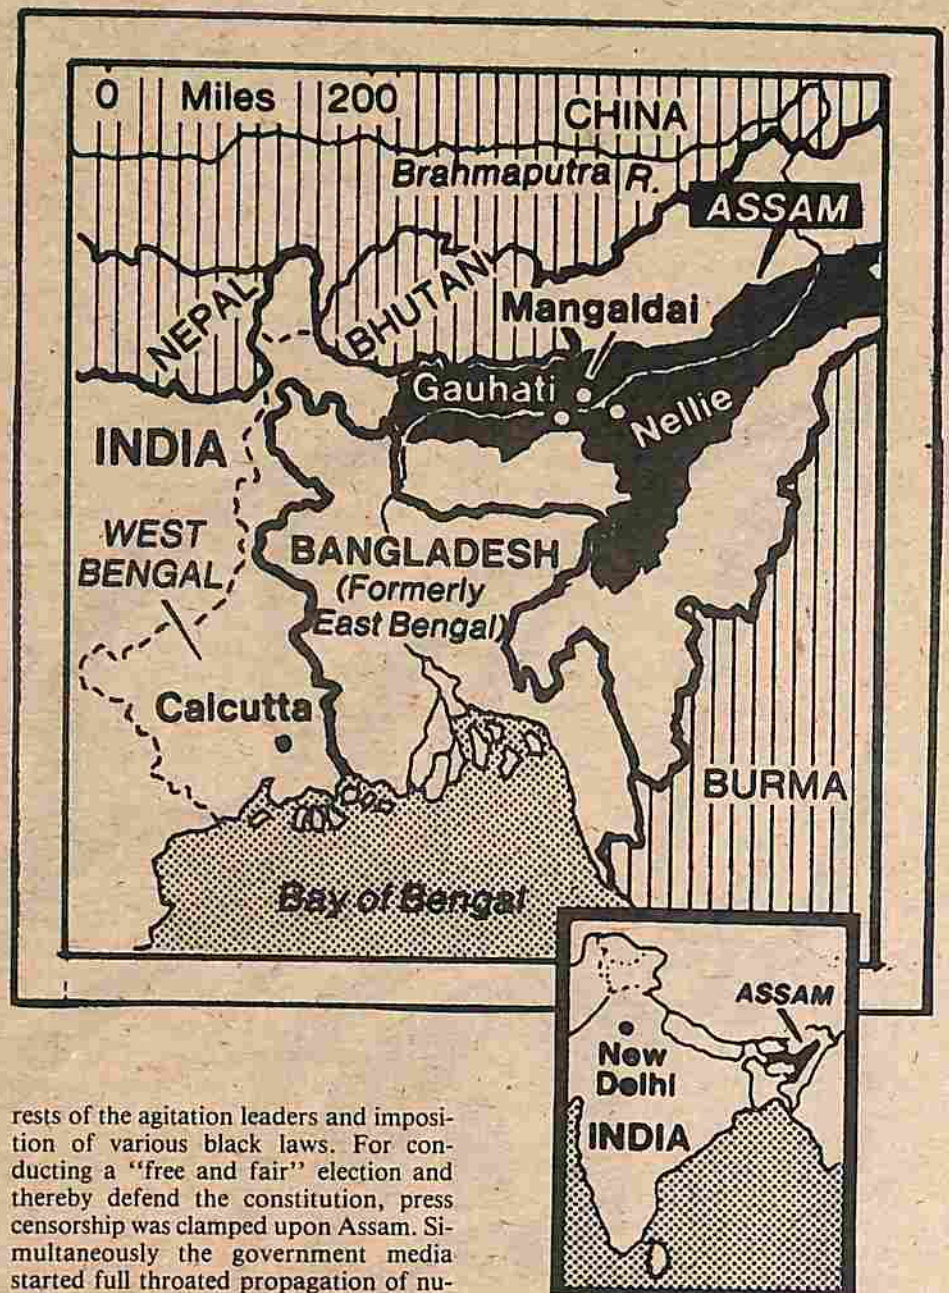 0 Miles 200
CHINA
Brahmaputra R.
ASSAM
NEPAL
BHUTAN
Mangaldai
Gauhati
Nellie
INDIA
WEST
BENGAL
BANGLADESH
(Formerly
East Bengal)
Calcutta
BURMA
Bay of Bengal
ASSAM
New
Delhi
INDIA
rests of the agitation leaders and imposi-
tion of various black laws. For con-
ducting a “free and fair” election and
thereby defend the constitution, press
censorship was clamped upon Assam. Si-
multaneously the government media
started full throated propagation of nu-